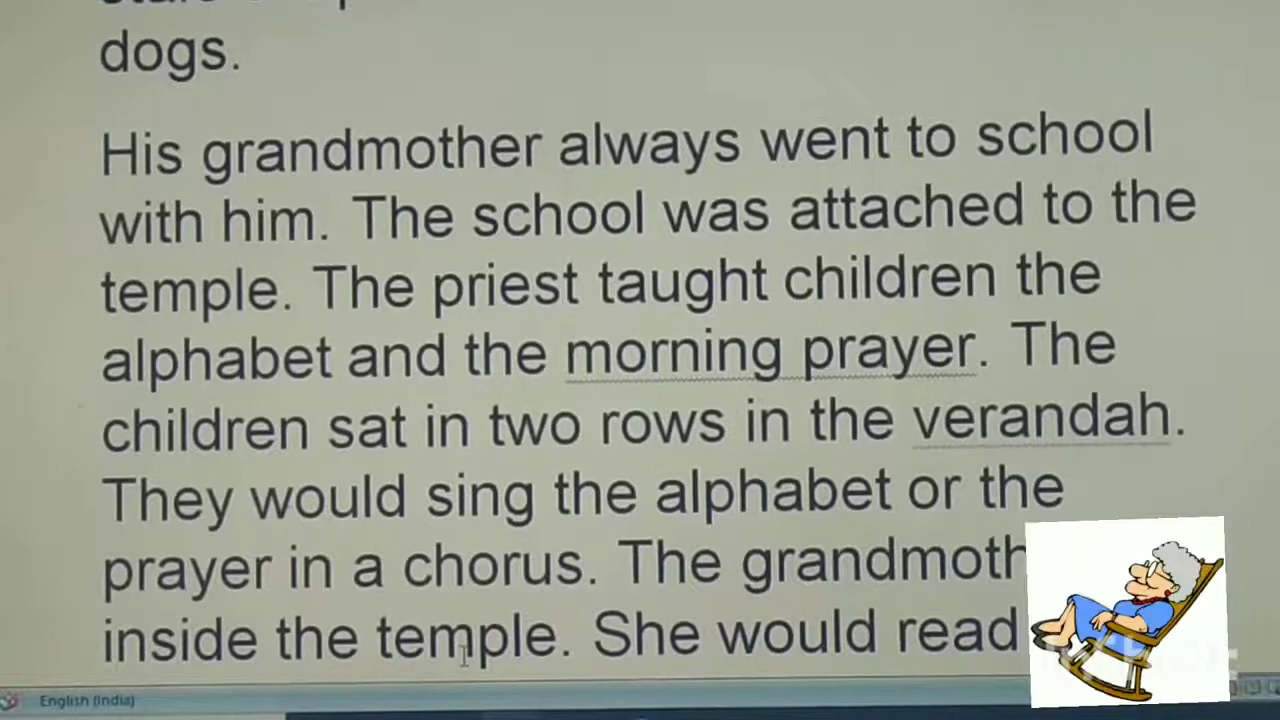 dogs.
His grandmother always went to school
with him. The school was attached to the
temple. The priest taught children the
alphabet and the morning prayer. The
children sat in two rows in the verandah.
They would sing the alphabet or the
prayer in a chorus. The
inside the temple. She would read
English (India)